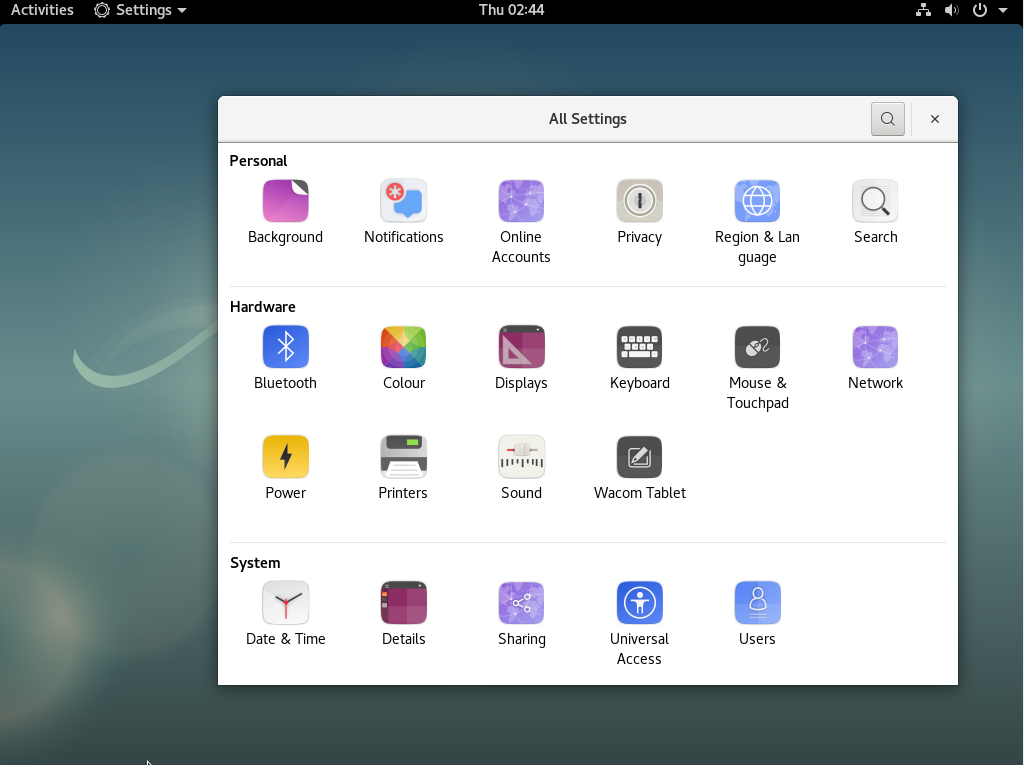 Activities Settings Thu 02:44
All Settings
Personal
Background Notifications Online Privacy Region & Lan Search
Accounts guage
Hardware
Bluetooth Colour Displays Keyboard Mouse & Network
Touchpad
Power Printers Sound Wacom Tablet
System
Date & Time Details Sharing Universal Users
Access